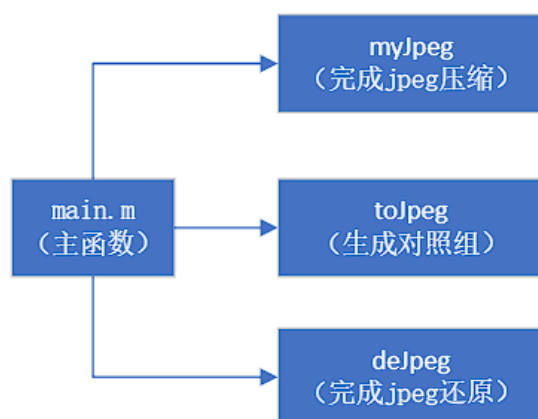 myJpeg
（完成jpeg压缩）
main.m
（主函数）
toJpeg
（生成对照组）
deJpeg
（完成jpeg还原）